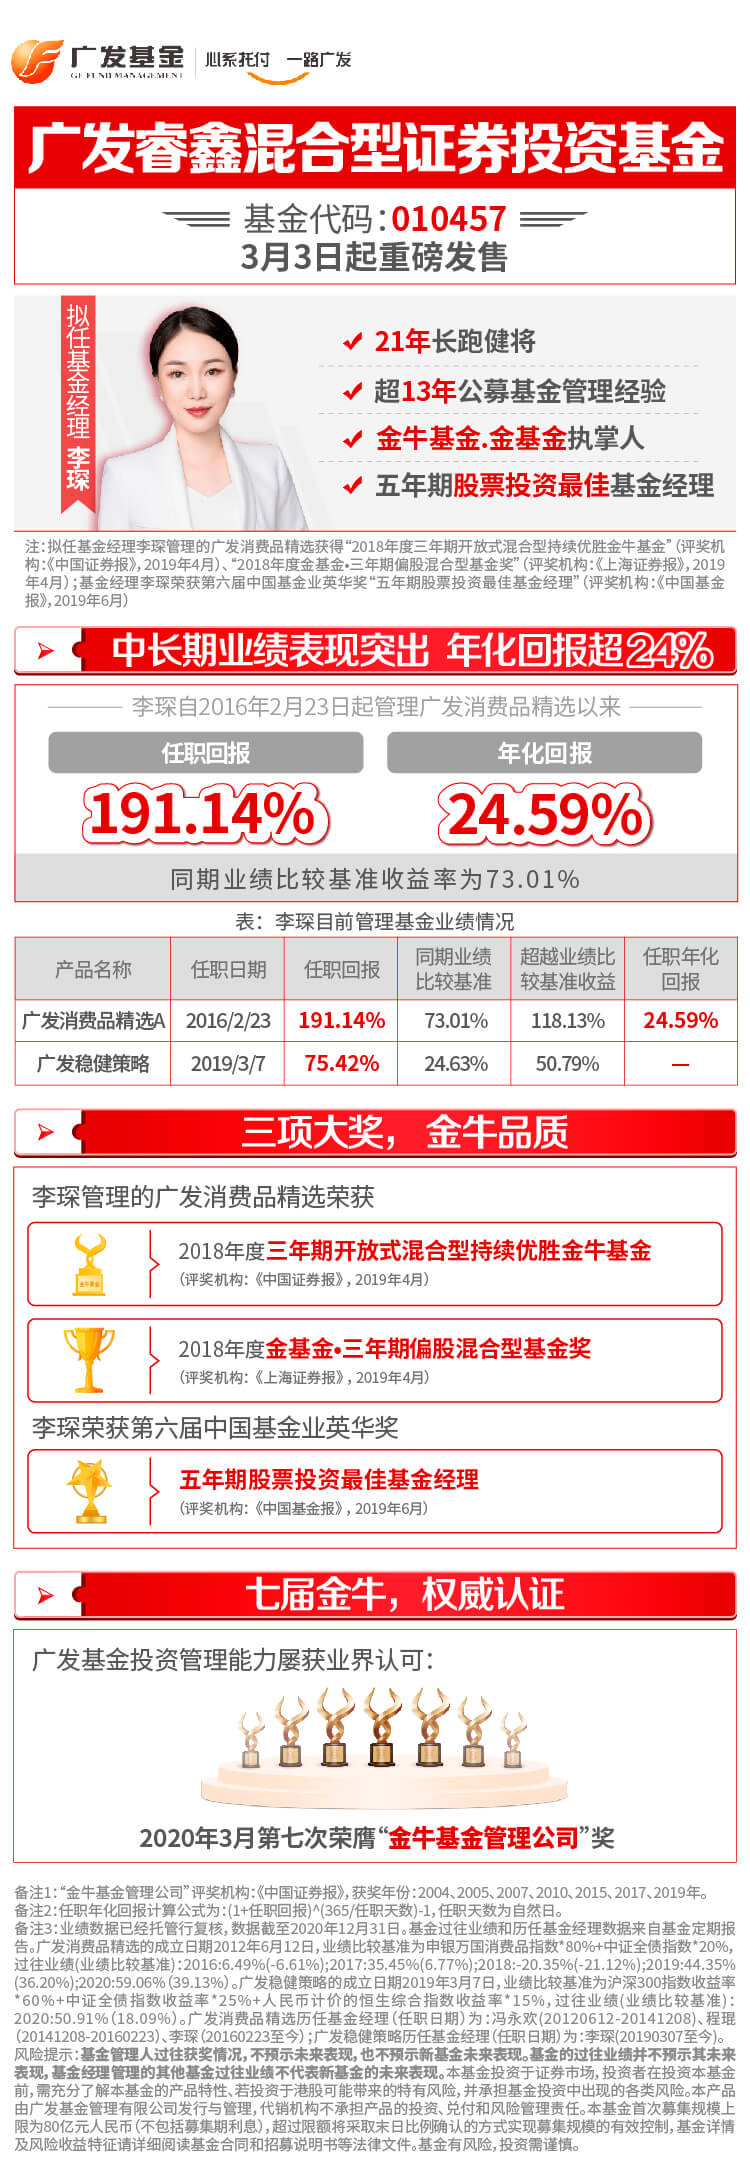 广发基金
GF FUND MANAGEMENT
心系托付 一路广发
广发睿鑫混合型证券投资基金
基金代码：010457
3月3日起重磅发售
拟任基金经理 李琛
21年长跑健将
超13年公募基金管理经验
金牛基金.金基金执掌人
五年期股票投资最佳基金经理
注：拟任基金经理李琛管理的广发消费品精选获得“2018年度三年期开放式混合型持续优胜金牛基金”（评奖机
构：《中国证券报》，2019年4月）、“2018年度金基金•三年期偏股混合型基金奖”（评奖机构：《上海证券报》，2019
年4月）；基金经理李琛荣获第六届中国基金业英华奖“五年期股票投资最佳基金经理”（评奖机构：《中国基金
报》，2019年6月）
中长期业绩表现突出 年化回报超24%
李琛自2016年2月23日起管理广发消费品精选以来
任职回报 年化回报
191.14% 24.59%
同期业绩比较基准收益率为73.01%
表：李琛目前管理基金业绩情况
产品名称 任职日期 任职回报 同期业绩比较基准 超越业绩比较基准收益 任职年化回报
广发消费品精选A 2016/2/23 191.14% 73.01% 118.13% 24.59%
广发稳健策略 2019/3/7 75.42% 24.63% 50.79% —
三项大奖，金牛品质
李琛管理的广发消费品精选荣获
金牛基金
2018年度三年期开放式混合型持续优胜金牛基金
（评奖机构：《中国证券报》，2019年4月）
2018年度金基金•三年期偏股混合型基金奖
（评奖机构：《上海证券报》，2019年4月）
李琛荣获第六届中国基金业英华奖
五年期股票投资最佳基金经理
（评奖机构：《中国基金报》，2019年6月）
七届金牛，权威认证
广发基金投资管理能力屡获业界认可：
2020年3月第七次荣膺“金牛基金管理公司”奖
备注1：“金牛基金管理公司”评奖机构：《中国证券报》，获奖年份：2004、2005、2007、2010、2015、2017、2019年。
备注2：任职年化回报计算公式为：(1+任职回报)^(365/任职天数)-1，任职天数为自然日。
备注3：业绩数据已经托管行复核，数据截至2020年12月31日。基金过往业绩和历任基金经理数据来自基金定期报
告。广发消费品精选的成立日期2012年6月12日，业绩比较基准为申银万国消费品指数*80%+中证全债指数*20%，
过往业绩(业绩比较基准)：2016:6.49%(-6.61%);2017:35.45%(6.77%);2018:-20.35%(-21.12%);2019:44.35%
(36.20%);2020:59.06%（39.13%）。广发稳健策略的成立日期2019年3月7日，业绩比较基准为沪深300指数收益率
*60%+中证全债指数收益率*25%+人民币计价的恒生综合指数收益率*15%，过往业绩(业绩比较基准)：
2020:50.91%（18.09%）。广发消费品精选历任基金经理（任职日期）为：冯永欢(20120612-20141208)、程琨
（20141208-20160223）、李琛（20160223至今）；广发稳健策略历任基金经理（任职日期）为：李琛(20190307至今)。
风险提示：基金管理人过往获奖情况，不预示未来表现，也不预示新基金未来表现。基金的过往业绩并不预示其未来
表现，基金经理管理的其他基金过往业绩不代表新基金的未来表现。本基金投资于证券市场，投资者在投资本基金
前，需充分了解本基金的产品特性、若投资于港股可能带来的特有风险，并承担基金投资中出现的各类风险。本产品
由广发基金管理有限公司发行与管理，代销机构不承担产品的投资、兑付和风险管理责任。本基金首次募集规模上
限为80亿元人民币（不包括募集期利息），超过限额将采取末日比例确认的方式实现募集规模的有效控制，基金详情
及风险收益特征请详细阅读基金合同和招募说明书等法律文件。基金有风险，投资需谨慎。